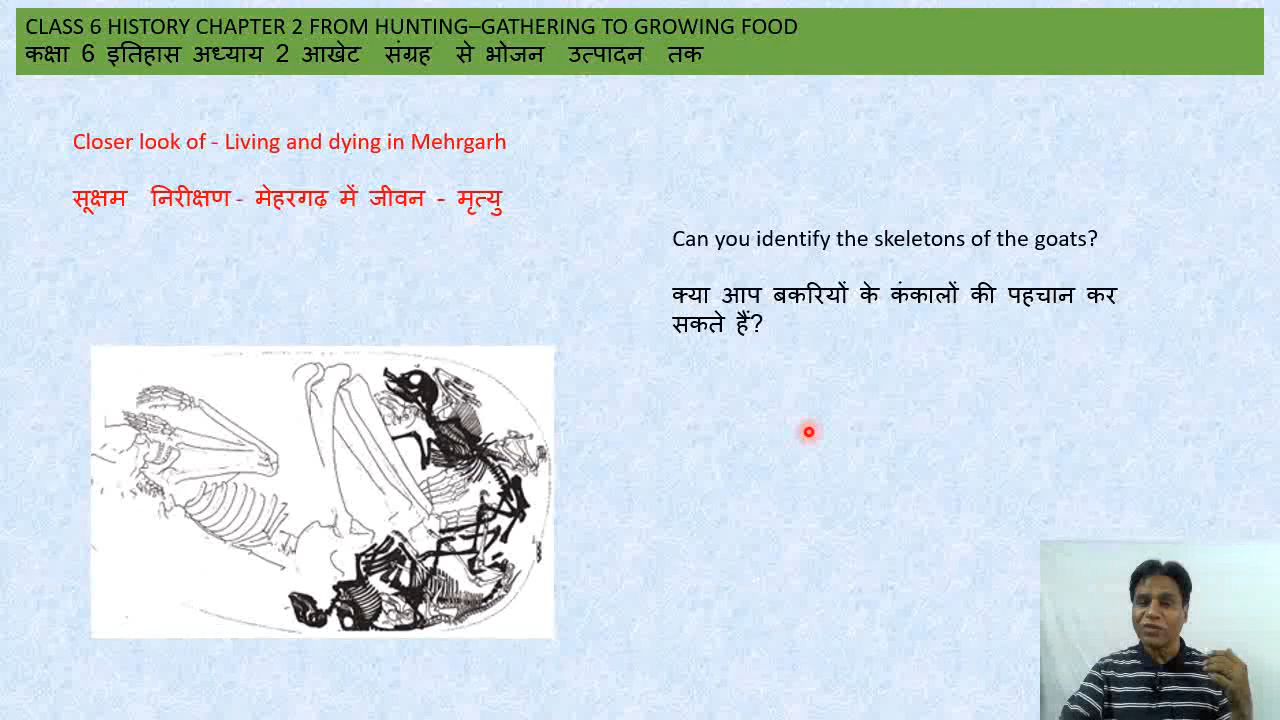 CLASS 6 HISTORY CHAPTER 2 FROM HUNTING–GATHERING TO GROWING FOOD
कक्षा 6 इतिहास अध्याय 2 आखेट संग्रह से भोजन उत्पादन तक
Closer look of - Living and dying in Mehrgarh
सूक्षम निरीक्षण - मेहरगढ़ में जीवन - मृत्यु
Can you identify the skeletons of the goats?
क्या आप बकरियों के कंकालों की पहचान कर
सकते हैं?